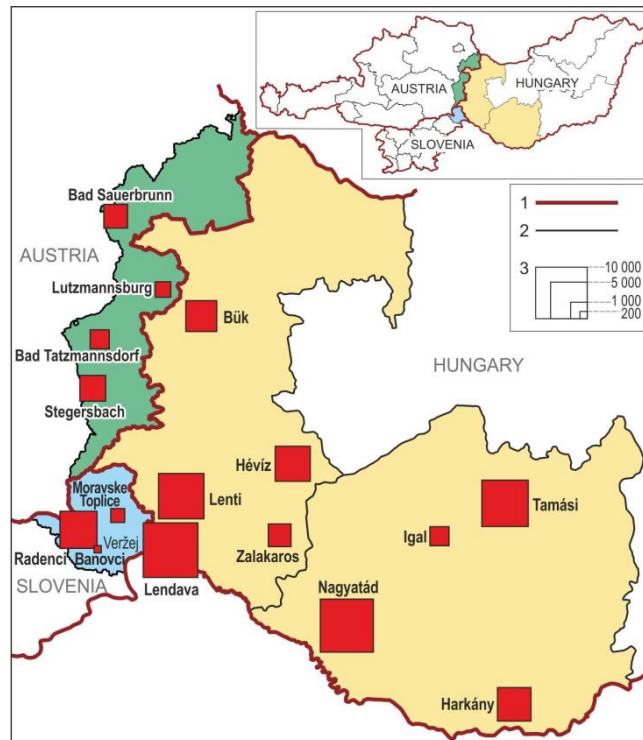 AUSTRIA
HUNGARY
SLOVENIA
1
2
3
10 000
5 000
1 000
200
Bad Sauerbrunn
AUSTRIA
Lutzmannsburg
Bük
Bad Tatzmannsdorf
HUNGARY
Stegersbach
Hévíz
Moravske
Toplice
Lenti
Tamási
Igal
Veržej
Radenci
Banovci
Zalakaros
SLOVENIA
Lendava
Nagyatád
Harkány